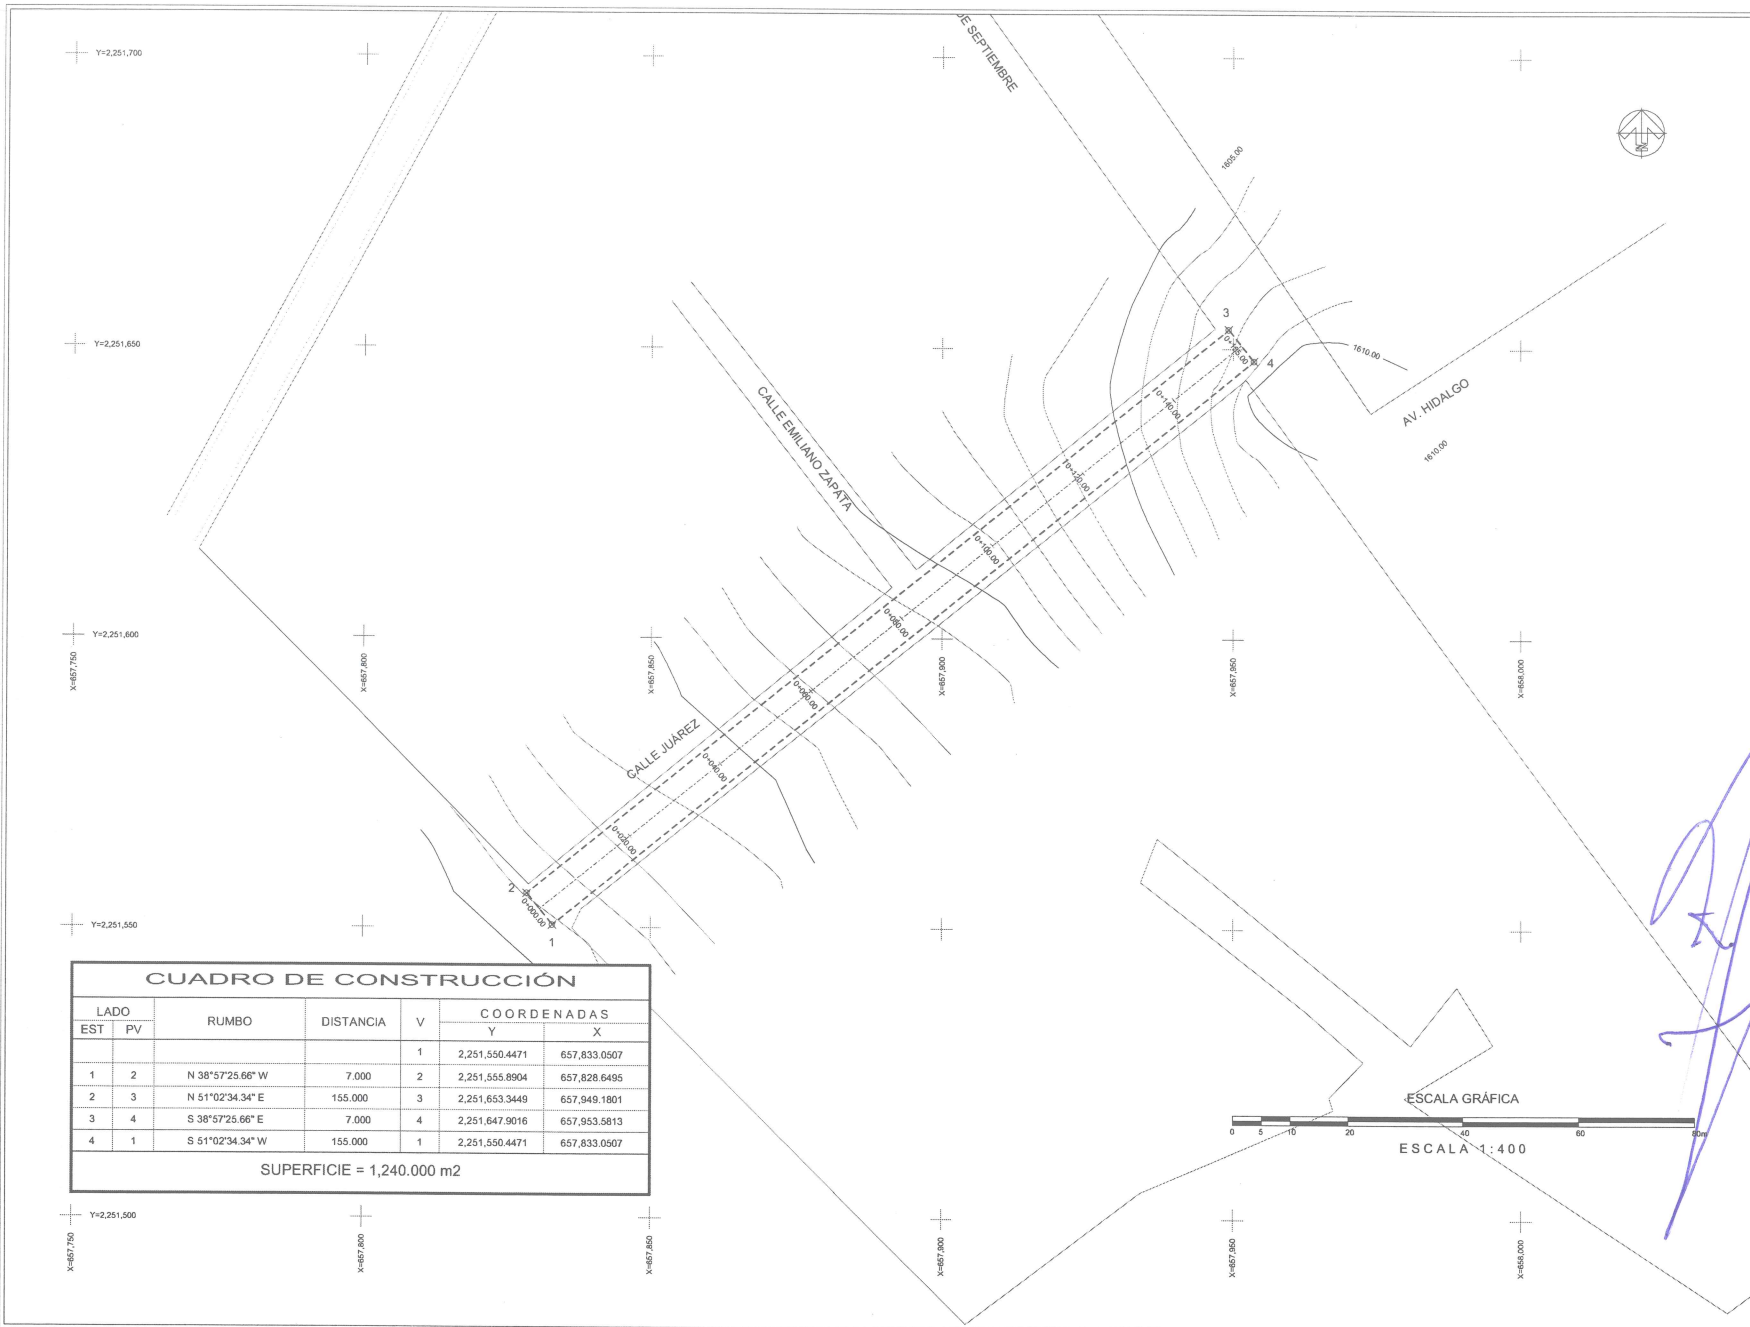 Y=2,251,700
DE SEPTIEMBRE
N
1605.00
Y=2,251,650
3
0+155.00
4
1610.00
AV. HIDALGO
1610.00
CALLE EMILIANO ZAPATA
0+140.00
0+120.00
0+100.00
0+080.00
0+060.00
0+040.00
0+020.00
0+000.00
CALLE JUÁREZ
Y=2,251,600
X=657,750
X=657,800
X=657,850
X=657,900
X=657,950
X=658,000
2
1
Y=2,251,550
CUADRO DE CONSTRUCCIÓN
LADO RUMBO DISTANCIA V COORDENADAS
EST PV Y X
1 2,251,550.4471 657,833.0507
1 2 N 38°57'25.66" W 7.000 2 2,251,555.8904 657,828.6495
2 3 N 51°02'34.34" E 155.000 3 2,251,653.3449 657,949.1801
3 4 S 38°57'25.66" E 7.000 4 2,251,647.9016 657,953.5813
4 1 S 51°02'34.34" W 155.000 1 2,251,550.4471 657,833.0507
SUPERFICIE = 1,240.000 m2
ESCALA GRÁFICA
0 5 10 20 40 60 80m
ESCALA 1:400
Y=2,251,500
X=657,750
X=657,800
X=657,850
X=657,900
X=657,950
X=658,000